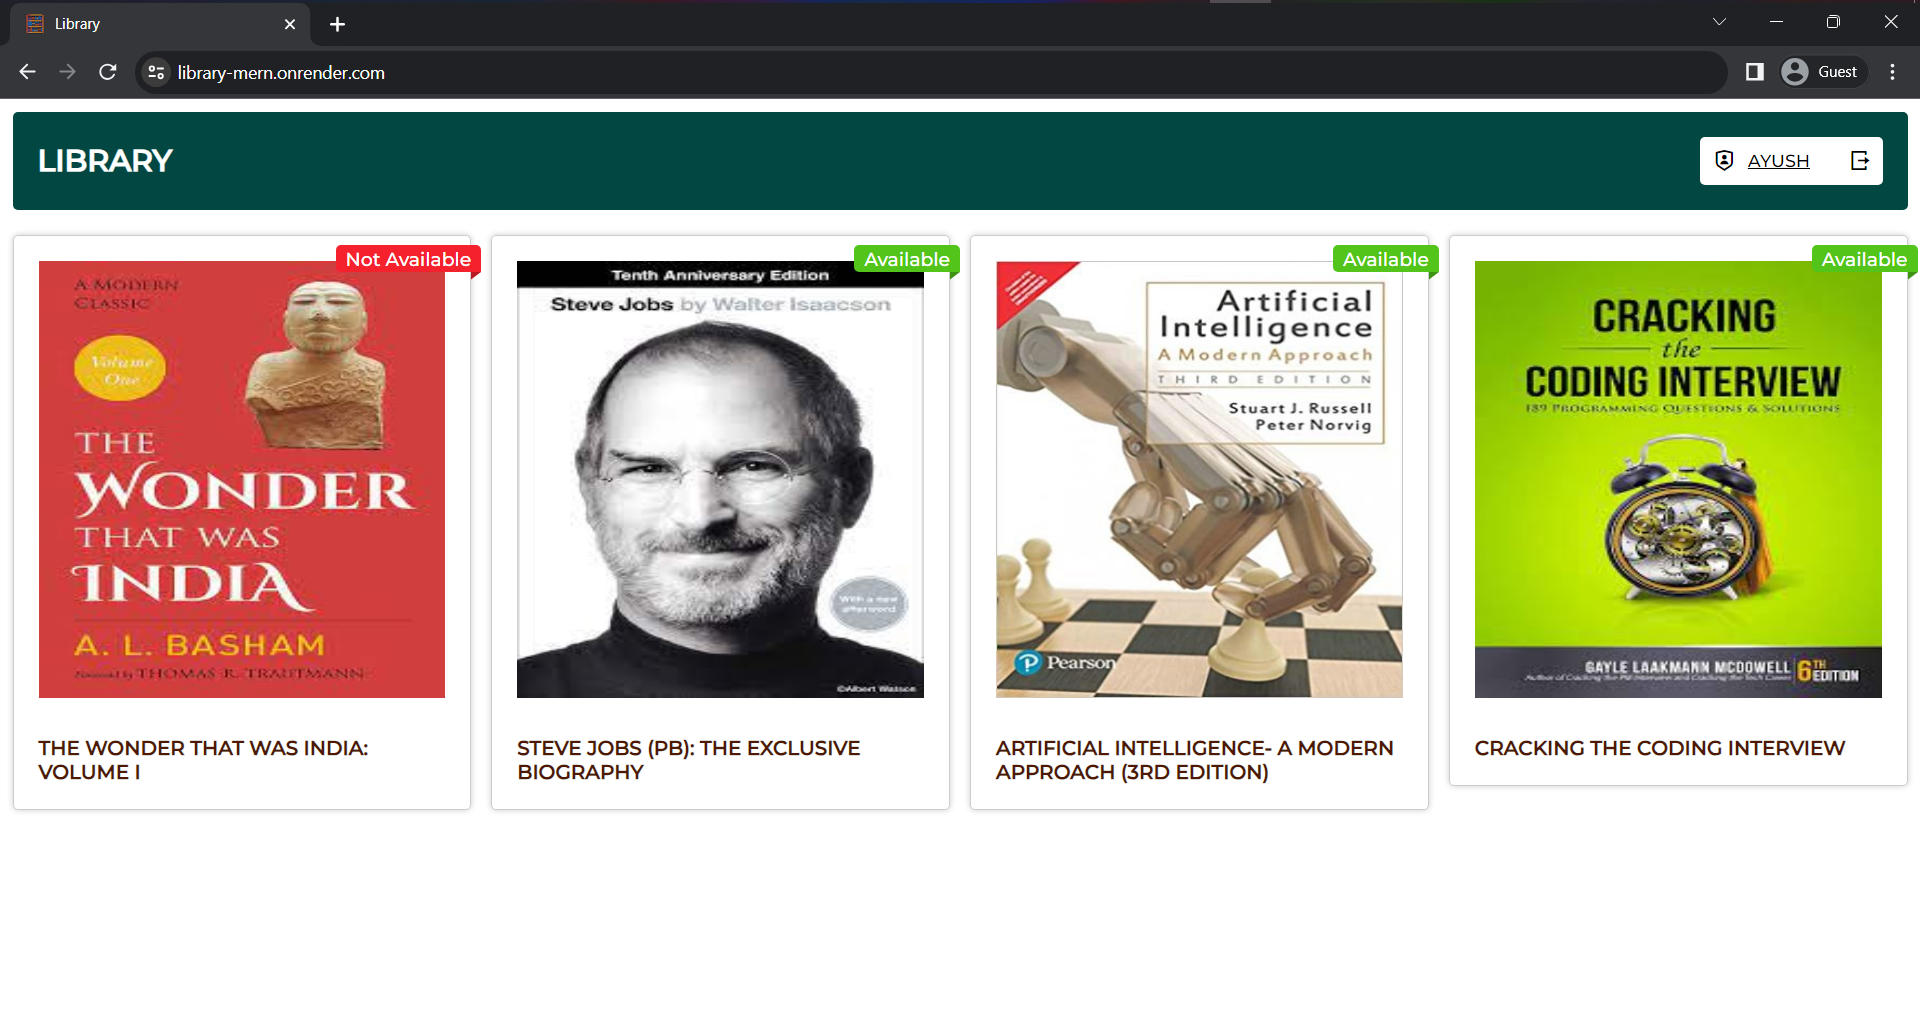 Library
library-mern.onrender.com
Guest
LIBRARY
AYUSH
Not Available
A MODERN
CLASSIC
Volume
One
THE
WONDER
THAT WAS
INDIA
A. L. BASHAM
Foreword by THOMAS R. TRAUTMANN
THE WONDER THAT WAS INDIA:
VOLUME I
Available
Tenth Anniversary Edition
Steve Jobs by Walter Isaacson
With a new
afterword
©Albert Watson
STEVE JOBS (PB): THE EXCLUSIVE
BIOGRAPHY
Available
Artificial
Intelligence
A Modern Approach
THIRD EDITION
Stuart J. Russell
Peter Norvig
Pearson
ARTIFICIAL INTELLIGENCE- A MODERN
APPROACH (3RD EDITION)
Available
CRACKING
the
CODING INTERVIEW
189 PROGRAMMING QUESTIONS & SOLUTIONS
GAYLE LAAKMANN MCDOWELL
Author of Cracking the PM Interview and Cracking the Tech Career
6TH
EDITION
CRACKING THE CODING INTERVIEW